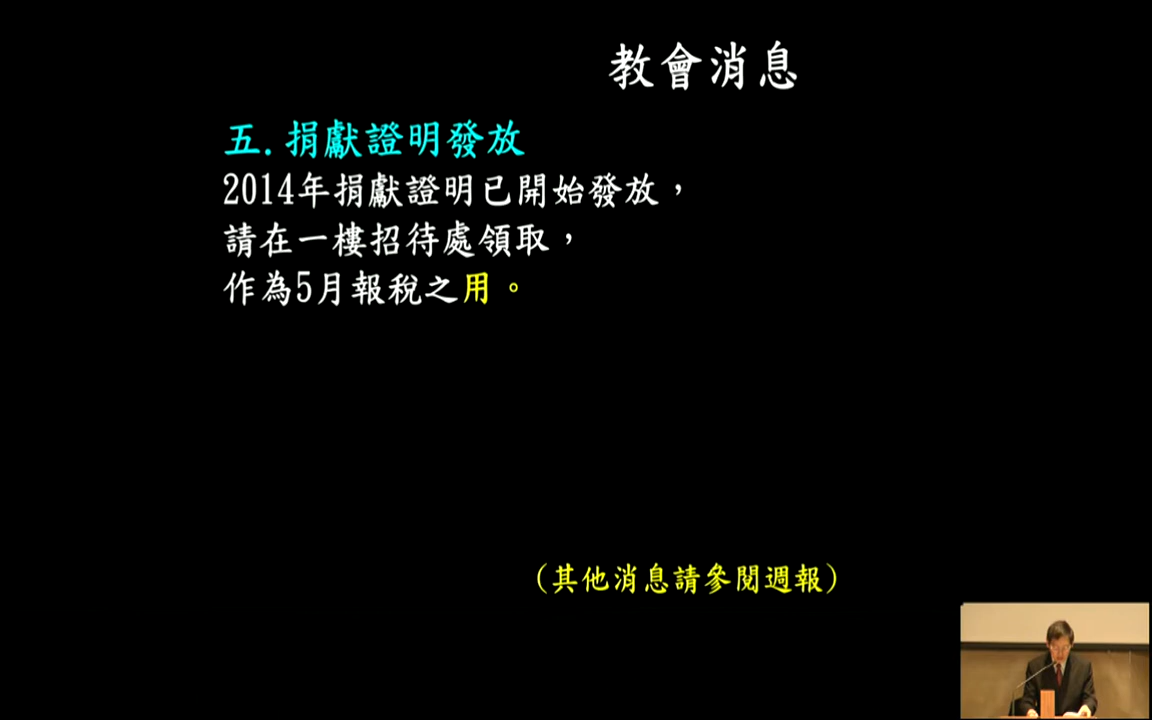 教會消息
五.捐獻證明發放
2014年捐獻證明已開始發放，
請在一樓招待處領取，
作為5月報稅之用。
（其他消息請參閱週報）